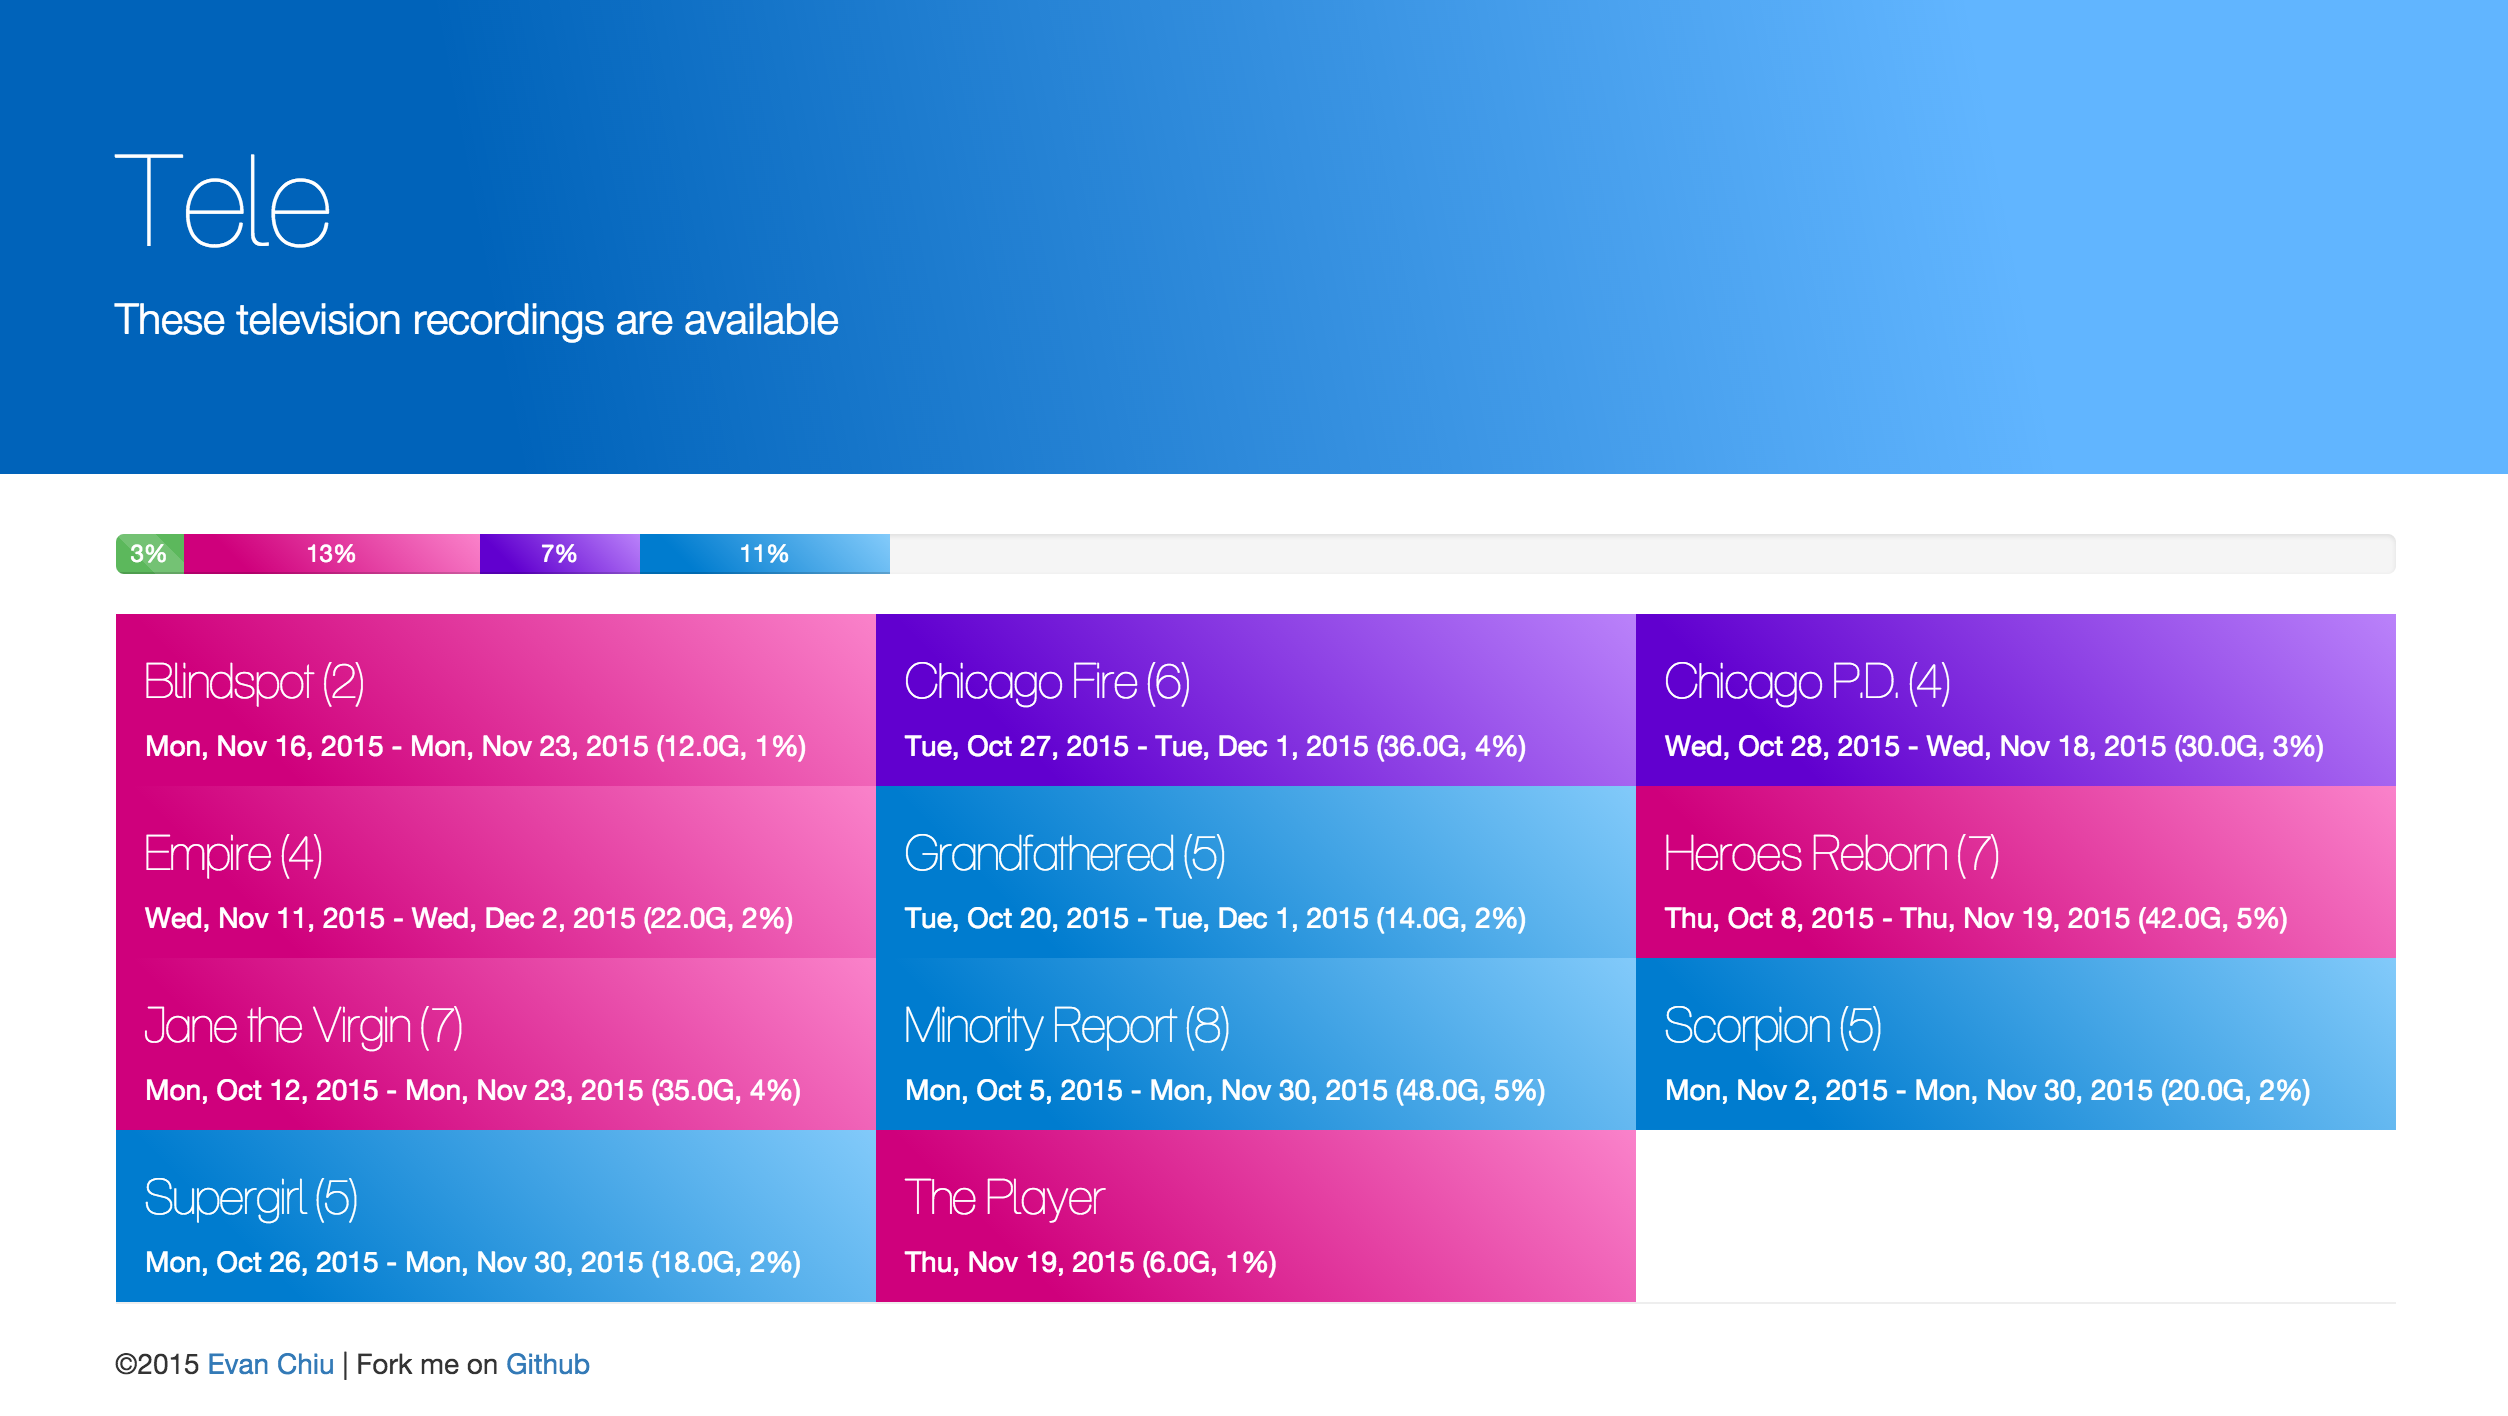 Tele
These television recordings are available
3% 13% 7% 11%
Blindspot (2)
Mon, Nov 16, 2015 - Mon, Nov 23, 2015 (12.0G, 1%)
Chicago Fire (6)
Tue, Oct 27, 2015 - Tue, Dec 1, 2015 (36.0G, 4%)
Chicago P.D. (4)
Wed, Oct 28, 2015 - Wed, Nov 18, 2015 (30.0G, 3%)
Empire (4)
Wed, Nov 11, 2015 - Wed, Dec 2, 2015 (22.0G, 2%)
Grandfathered (5)
Tue, Oct 20, 2015 - Tue, Dec 1, 2015 (14.0G, 2%)
Heroes Reborn (7)
Thu, Oct 8, 2015 - Thu, Nov 19, 2015 (42.0G, 5%)
Jane the Virgin (7)
Mon, Oct 12, 2015 - Mon, Nov 23, 2015 (35.0G, 4%)
Minority Report (8)
Mon, Oct 5, 2015 - Mon, Nov 30, 2015 (48.0G, 5%)
Scorpion (5)
Mon, Nov 2, 2015 - Mon, Nov 30, 2015 (20.0G, 2%)
Supergirl (5)
Mon, Oct 26, 2015 - Mon, Nov 30, 2015 (18.0G, 2%)
The Player
Thu, Nov 19, 2015 (6.0G, 1%)
©2015 Evan Chiu | Fork me on Github